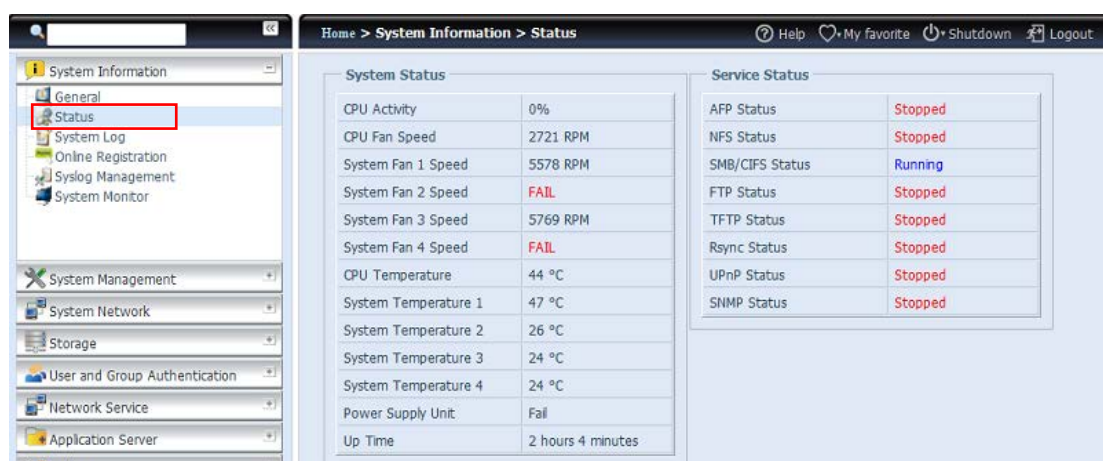 Home > System Information > Status
Help My favorite Shutdown Logout
System Information
General
Status
System Log
Online Registration
Syslog Management
System Monitor
System Management
System Network
Storage
User and Group Authentication
Network Service
Application Server
System Status
CPU Activity 0%
CPU Fan Speed 2721 RPM
System Fan 1 Speed 5578 RPM
System Fan 2 Speed FAIL
System Fan 3 Speed 5769 RPM
System Fan 4 Speed FAIL
CPU Temperature 44 °C
System Temperature 1 47 °C
System Temperature 2 26 °C
System Temperature 3 24 °C
System Temperature 4 24 °C
Power Supply Unit Fail
Up Time 2 hours 4 minutes
Service Status
AFP Status Stopped
NFS Status Stopped
SMB/CIFS Status Running
FTP Status Stopped
TFTP Status Stopped
Rsync Status Stopped
UPnP Status Stopped
SNMP Status Stopped